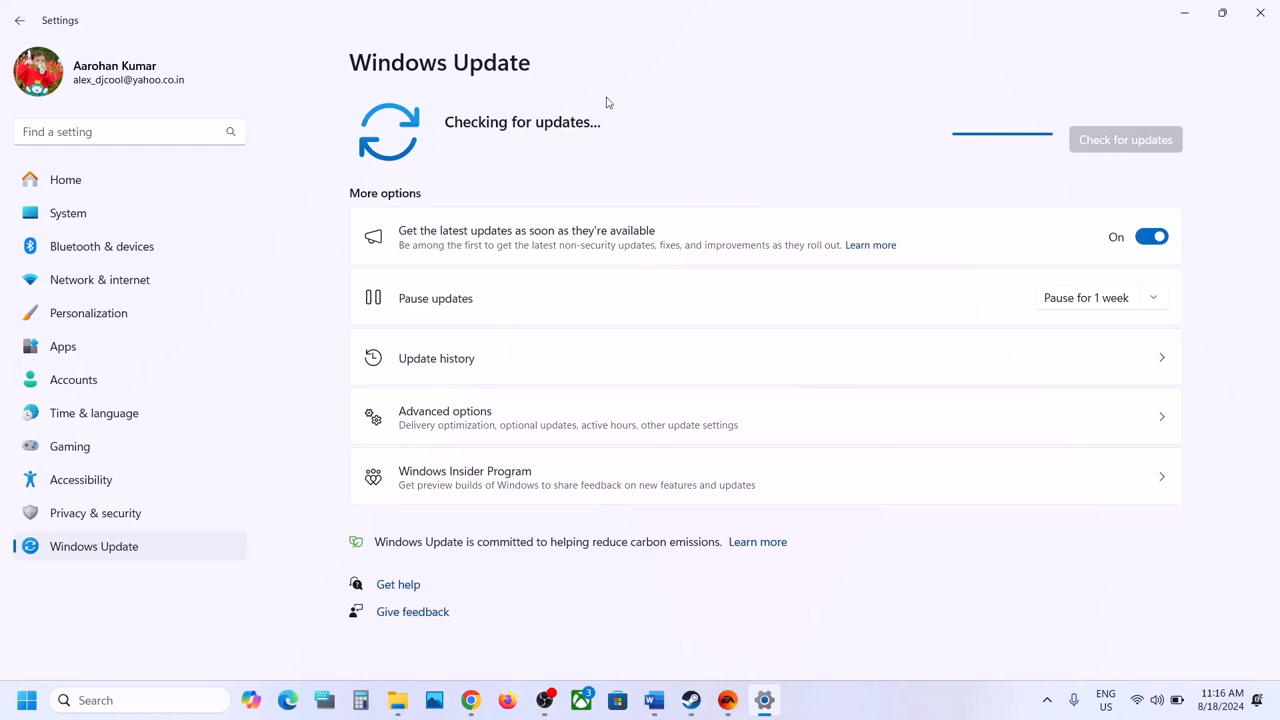 Settings
Aarohan Kumar
alex_djcool@yahoo.co.in
Find a setting
Home
System
Bluetooth & devices
Network & internet
Personalization
Apps
Accounts
Time & language
Gaming
Accessibility
Privacy & security
Windows Update
Windows Update
Checking for updates...
Check for updates
More options
Get the latest updates as soon as they're available
Be among the first to get the latest non-security updates, fixes, and improvements as they roll out. Learn more
On
Pause updates
Pause for 1 week
Update history
Advanced options
Delivery optimization, optional updates, active hours, other update settings
Windows Insider Program
Get preview builds of Windows to share feedback on new features and updates
Windows Update is committed to helping reduce carbon emissions. Learn more
Get help
Give feedback
Search
3
EA
ENG
US
11:16 AM
8/18/2024